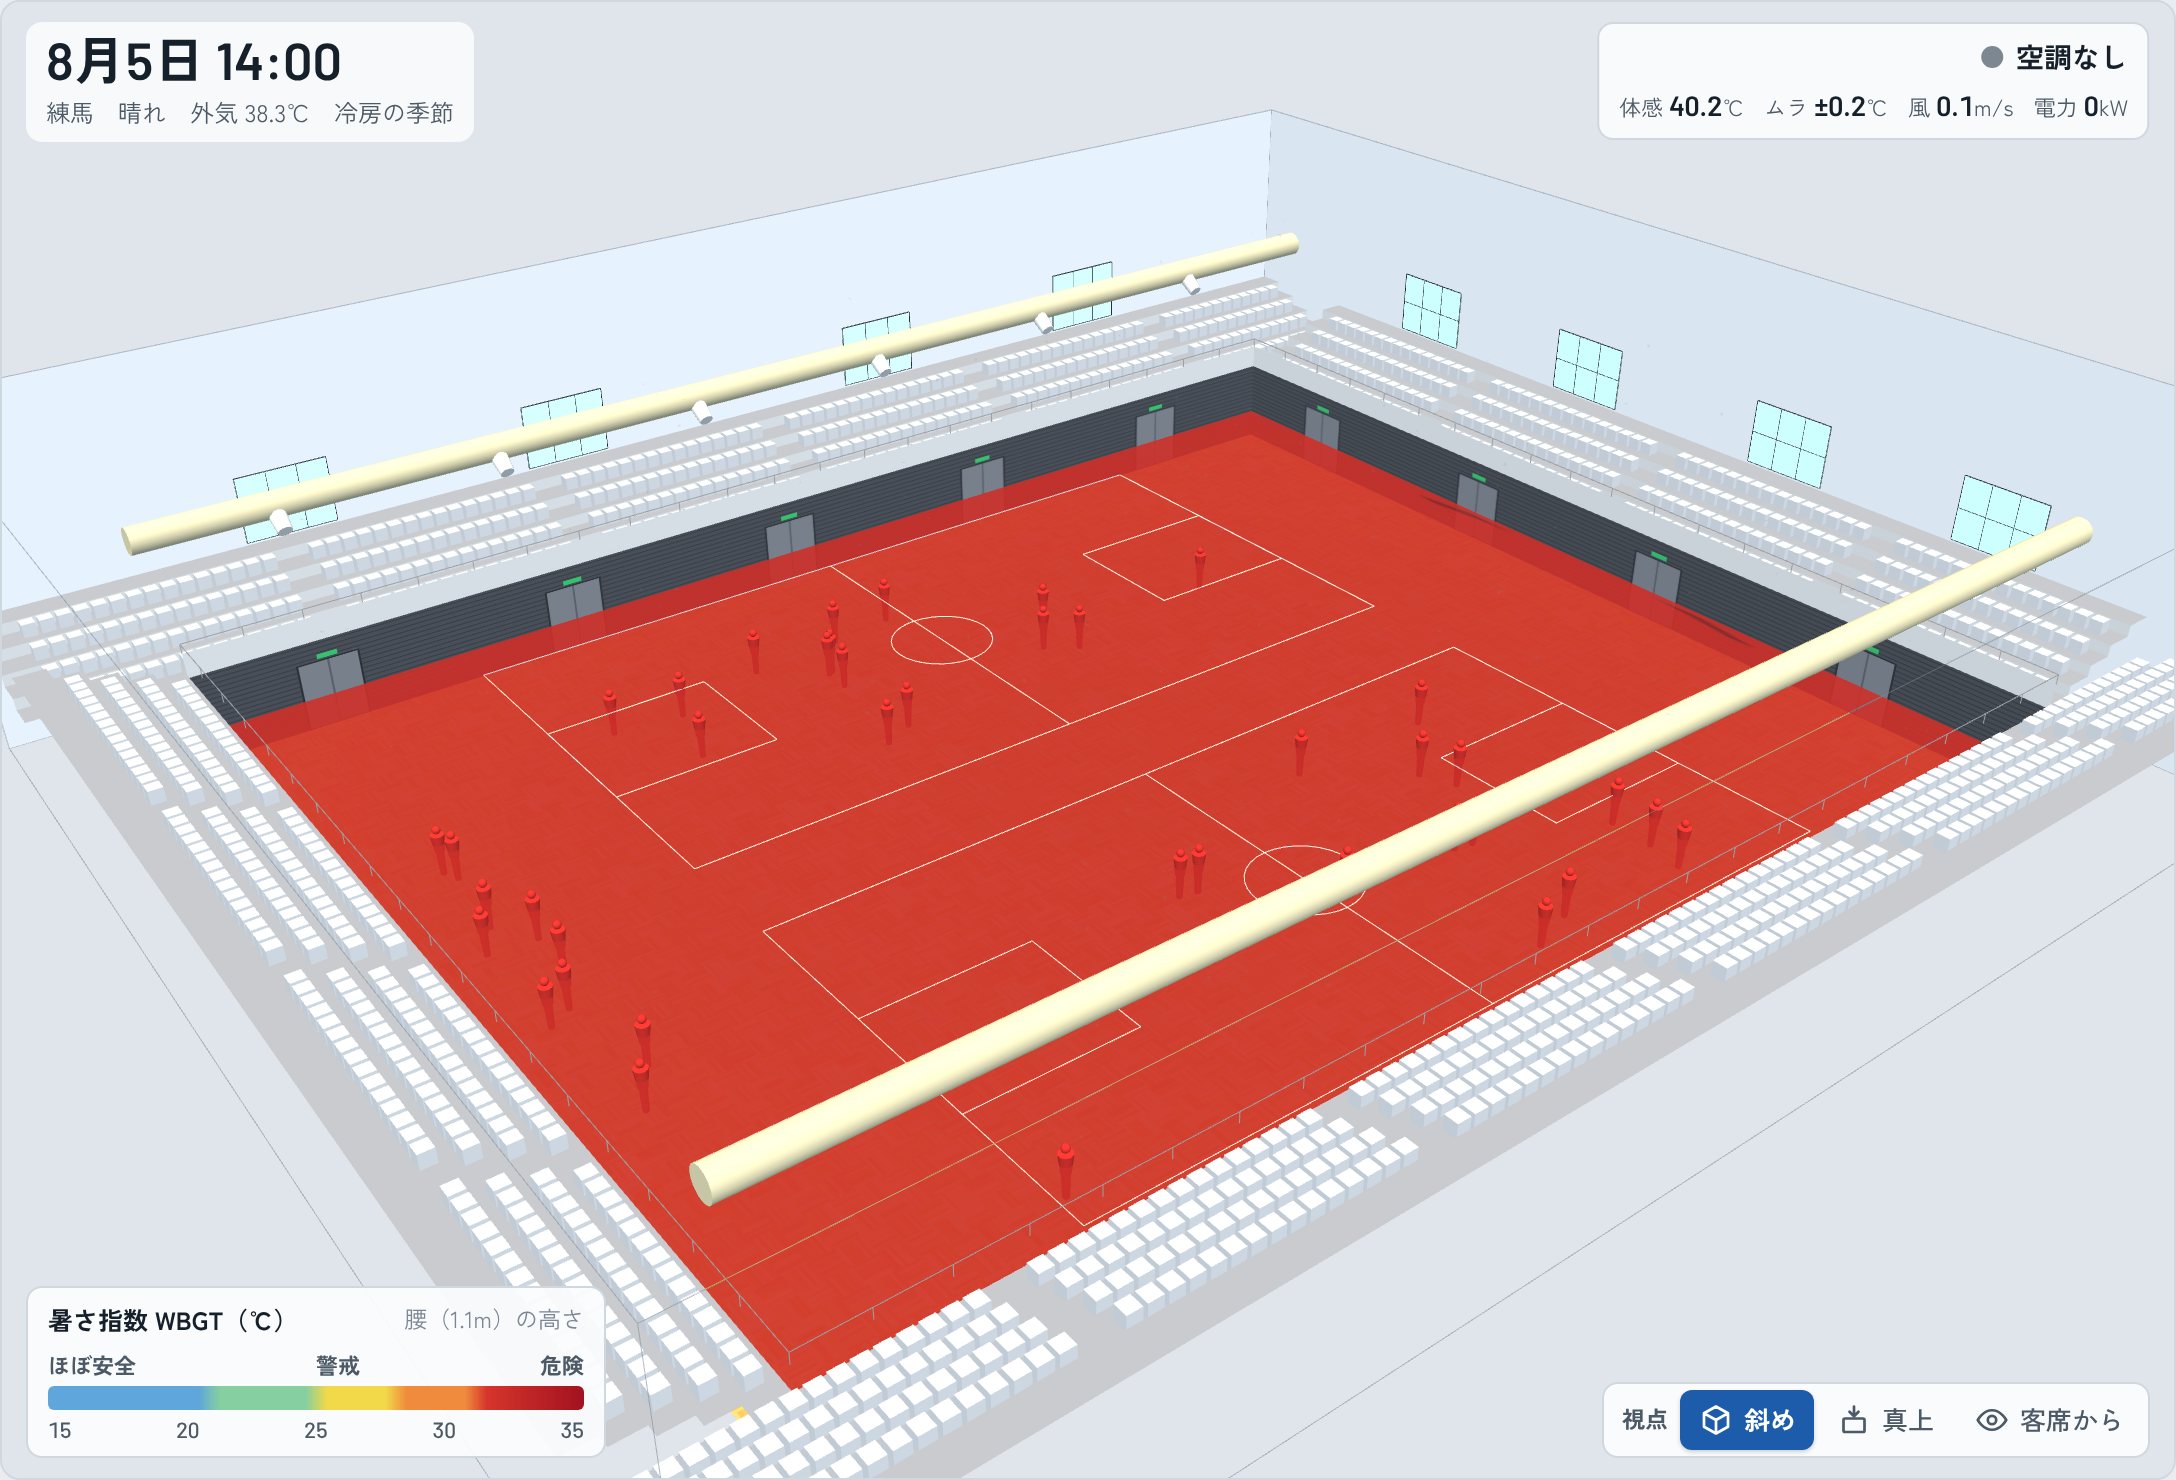 8月5日 14:00
練馬　晴れ　外気 38.3℃　冷房の季節
空調なし
体感 40.2℃　ムラ ±0.2℃　風 0.1m/s　電力 0kW
暑さ指数 WBGT（℃）　腰（1.1m）の高さ
ほぼ安全　警戒　危険
15　20　25　30　35
視点　斜め　真上　客席から